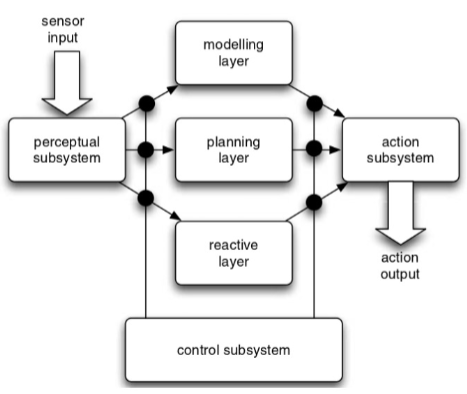 sensor
input
modelling
layer
perceptual
subsystem
planning
layer
action
subsystem
reactive
layer
action
output
control subsystem